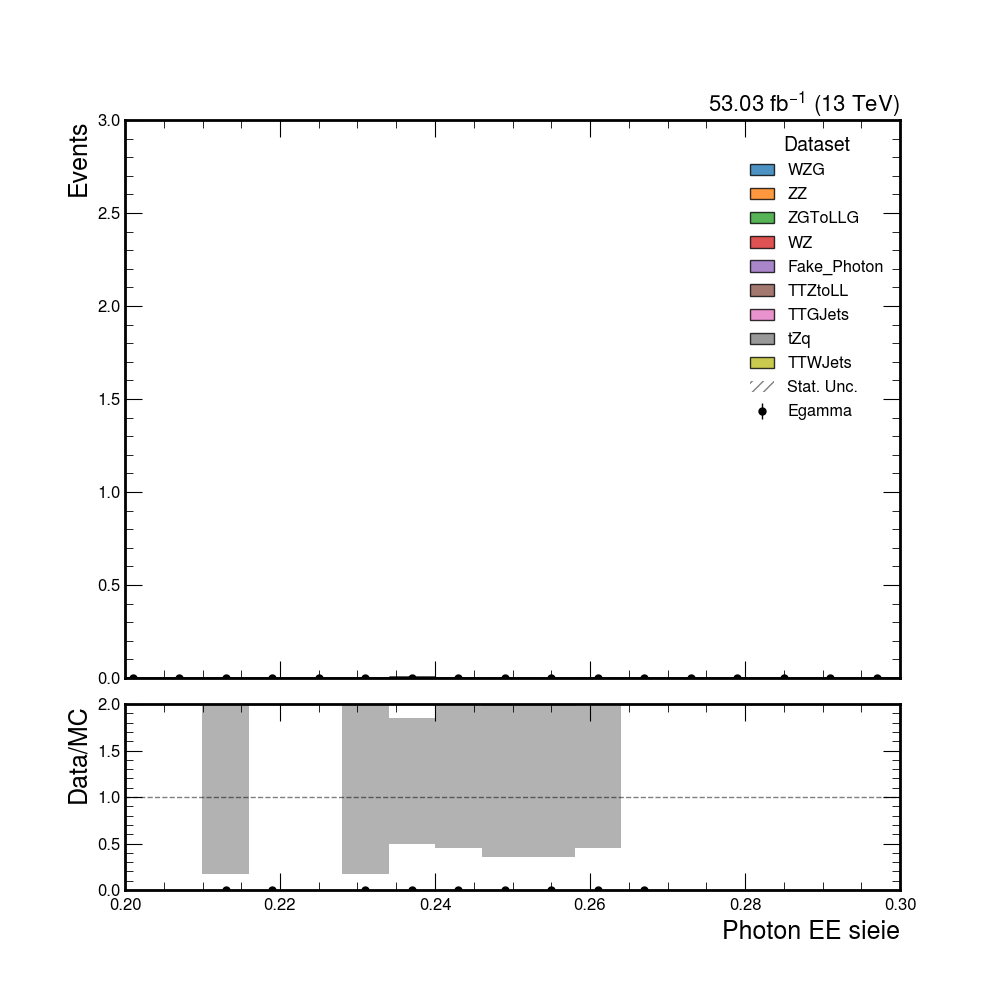 53.03 fb−1 (13 TeV)
Events
3.0
2.5
2.0
1.5
1.0
0.5
0.0
Dataset
WZG
ZZ
ZGToLLG
WZ
Fake_Photon
TTZtoLL
TTGJets
tZq
TTWJets
Stat. Unc.
Egamma
Data/MC
2.0
1.5
1.0
0.5
0.0
0.20 0.22 0.24 0.26 0.28 0.30
Photon EE sieie